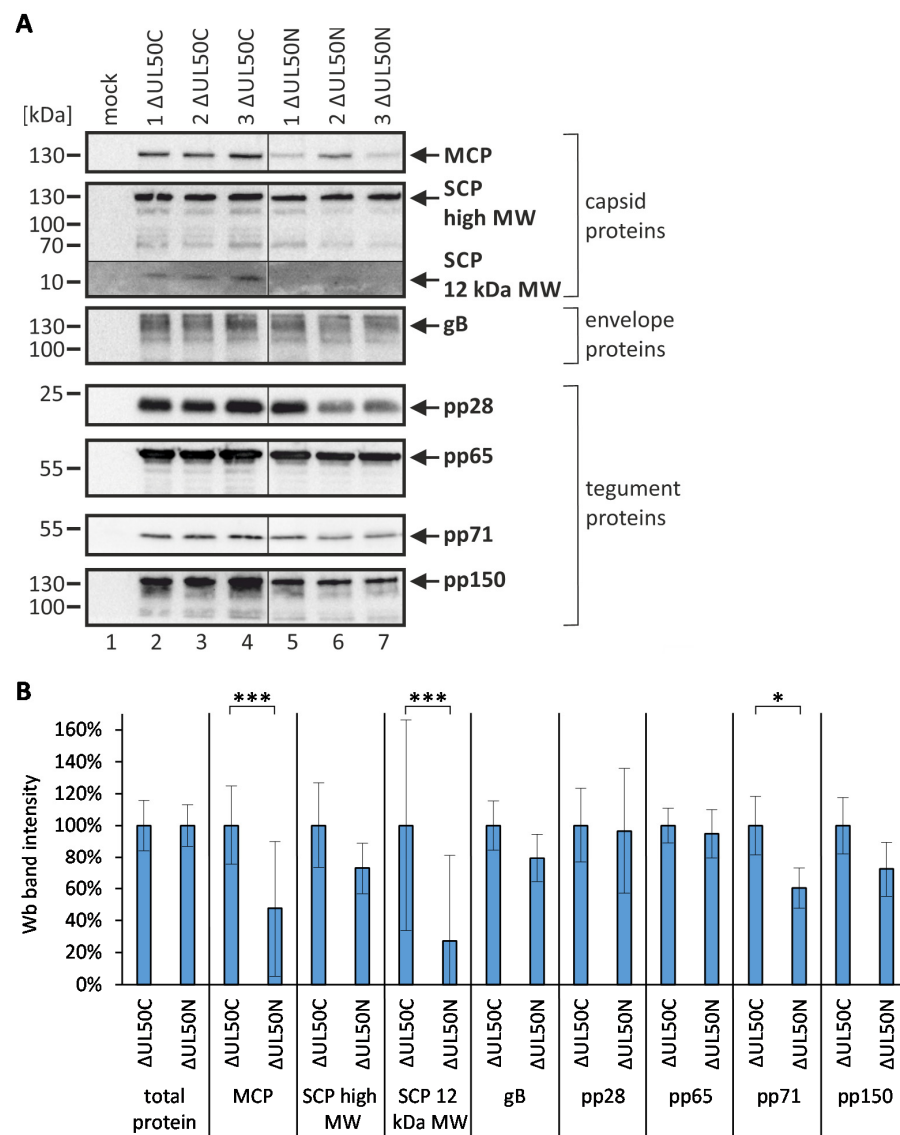 A
[kDa]
mock
1 ΔUL50C
2 ΔUL50C
3 ΔUL50C
1 ΔUL50N
2 ΔUL50N
3 ΔUL50N
130
MCP
130
100
70
SCP
high MW
10
SCP
12 kDa MW
capsid
proteins
130
100
gB
envelope
proteins
25
pp28
55
pp65
55
pp71
130
100
pp150
tegument
proteins
1 2 3 4 5 6 7
B
Wb band intensity
160%
140%
120%
100%
80%
60%
40%
20%
0%
***
***
*
ΔUL50C ΔUL50N ΔUL50C ΔUL50N ΔUL50C ΔUL50N ΔUL50C ΔUL50N ΔUL50C ΔUL50N ΔUL50C ΔUL50N ΔUL50C ΔUL50N ΔUL50C ΔUL50N ΔUL50C ΔUL50N
total
protein
MCP
SCP high
MW
SCP 12
kDa MW
gB
pp28
pp65
pp71
pp150